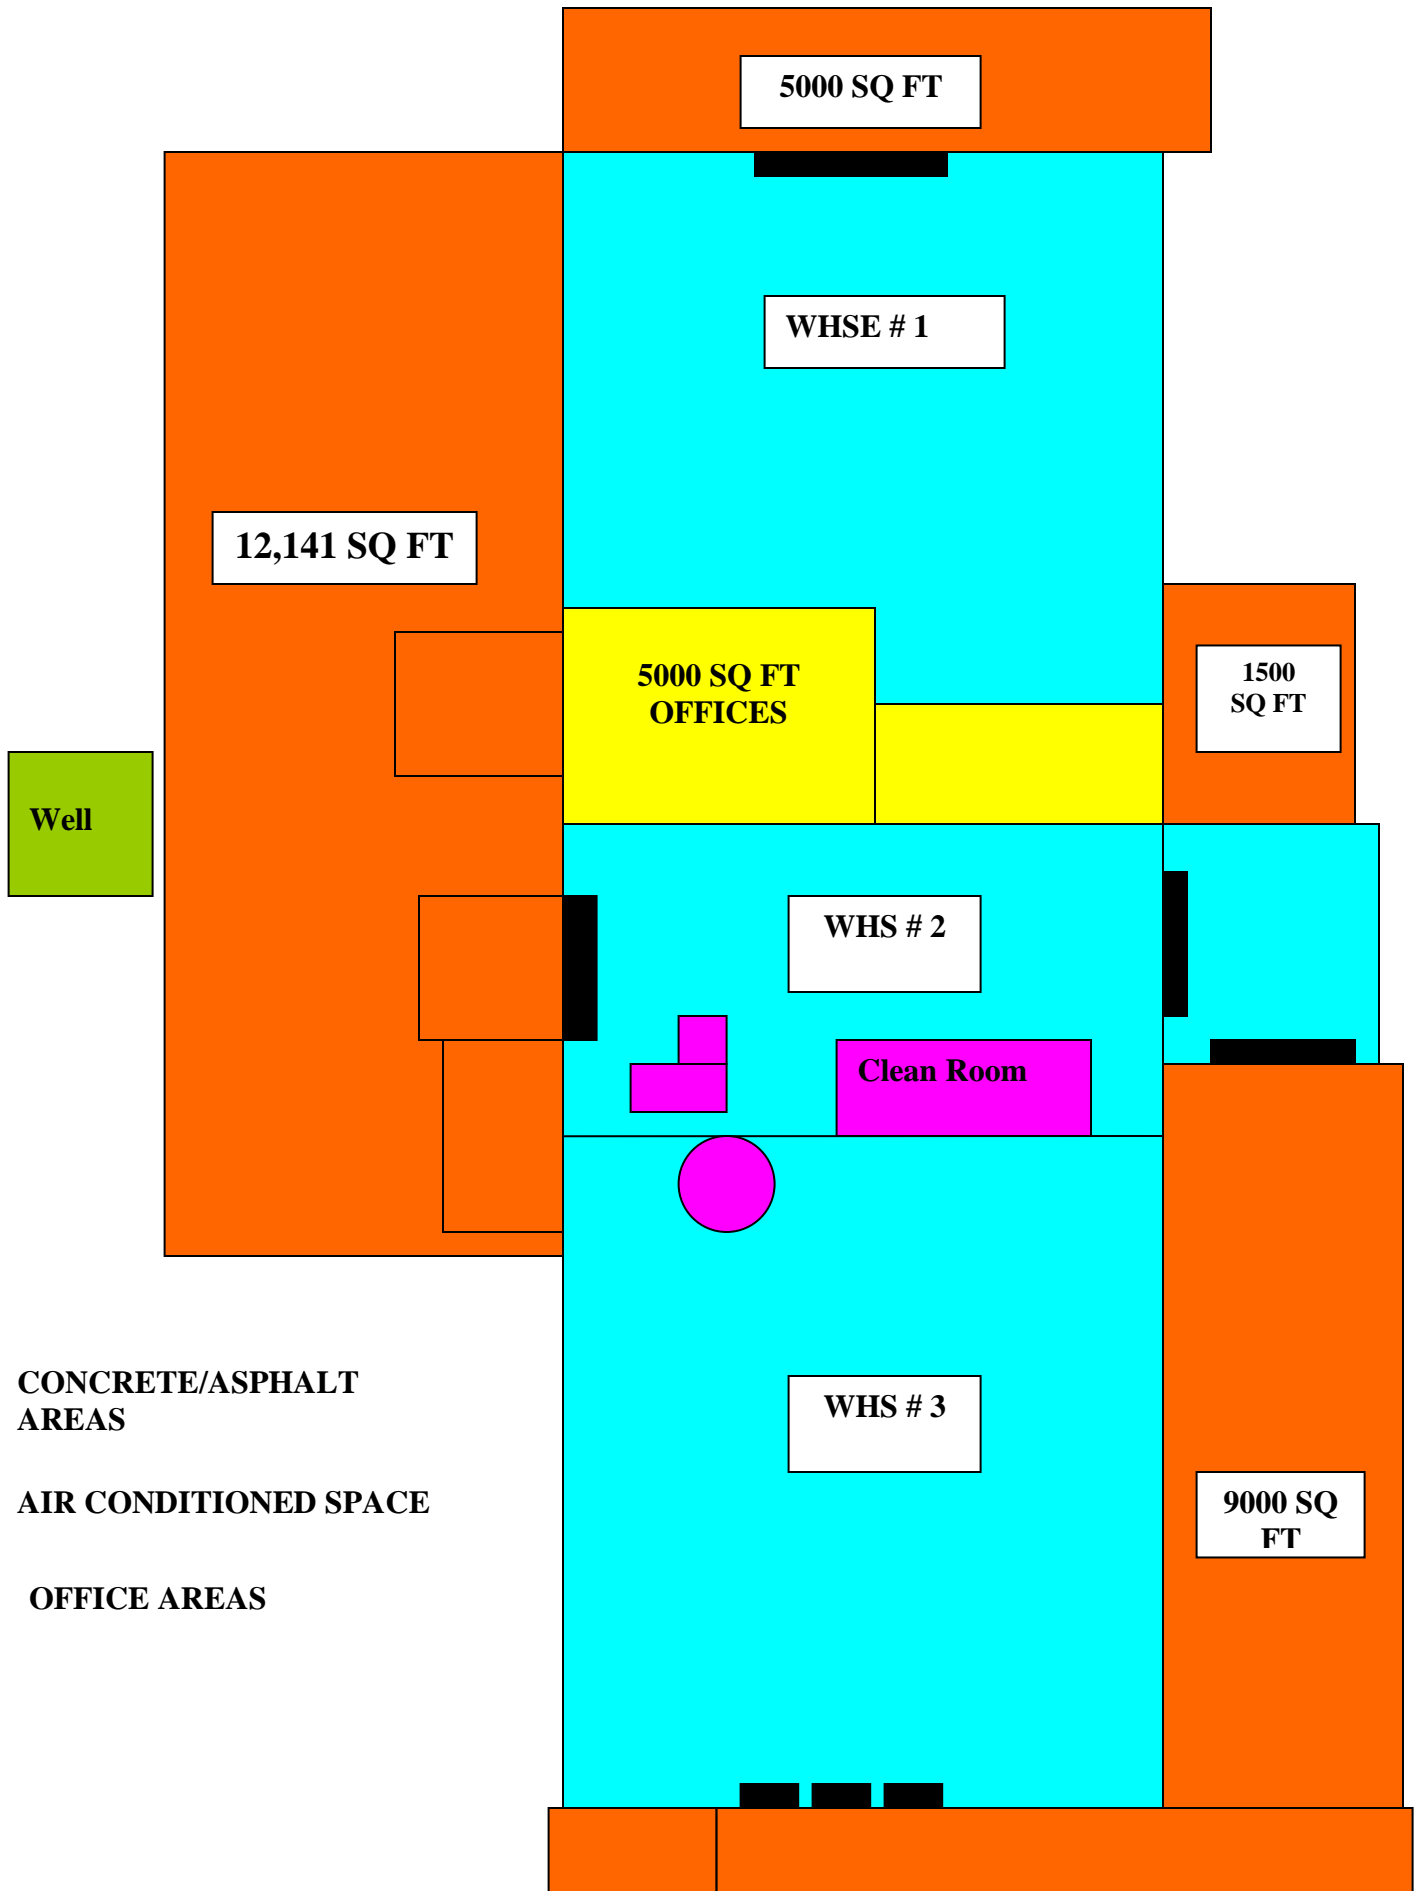 5000 SQ FT
WHSE # 1
12,141 SQ FT
5000 SQ FT
OFFICES
1500
SQ FT
Well
WHS # 2
Clean Room
CONCRETE/ASPHALT
AREAS
WHS # 3
AIR CONDITIONED SPACE
9000 SQ
FT
OFFICE AREAS